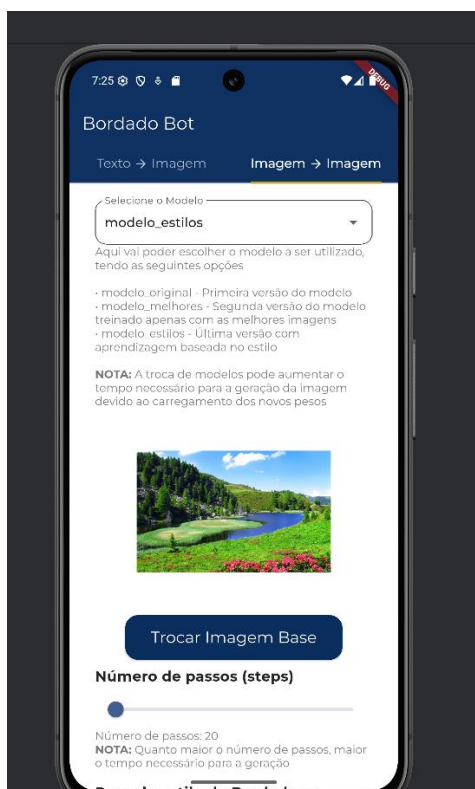 7:25
DEBUG
Bordado Bot
Texto → Imagem
Imagem → Imagem
Selecione o Modelo
modelo_estilos
Aqui vai poder escolher o modelo a ser utilizado,
tendo as seguintes opções
• modelo_original - Primeira versão do modelo
• modelo_melhores - Segunda versão do modelo
treinado apenas com as melhores imagens
• modelo_estilos - Última versão com
aprendizagem baseada no estilo
NOTA: A troca de modelos pode aumentar o
tempo necessário para a geração da imagem
devido ao carregamento dos novos pesos
Trocar Imagem Base
Número de passos (steps)
Número de passos: 20
NOTA: Quanto maior o número de passos, maior
o tempo necessário para a geração